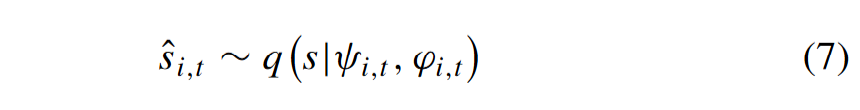 ŝ_{i,t} ∼ q(s|ψ_{i,t}, φ_{i,t}) (7)